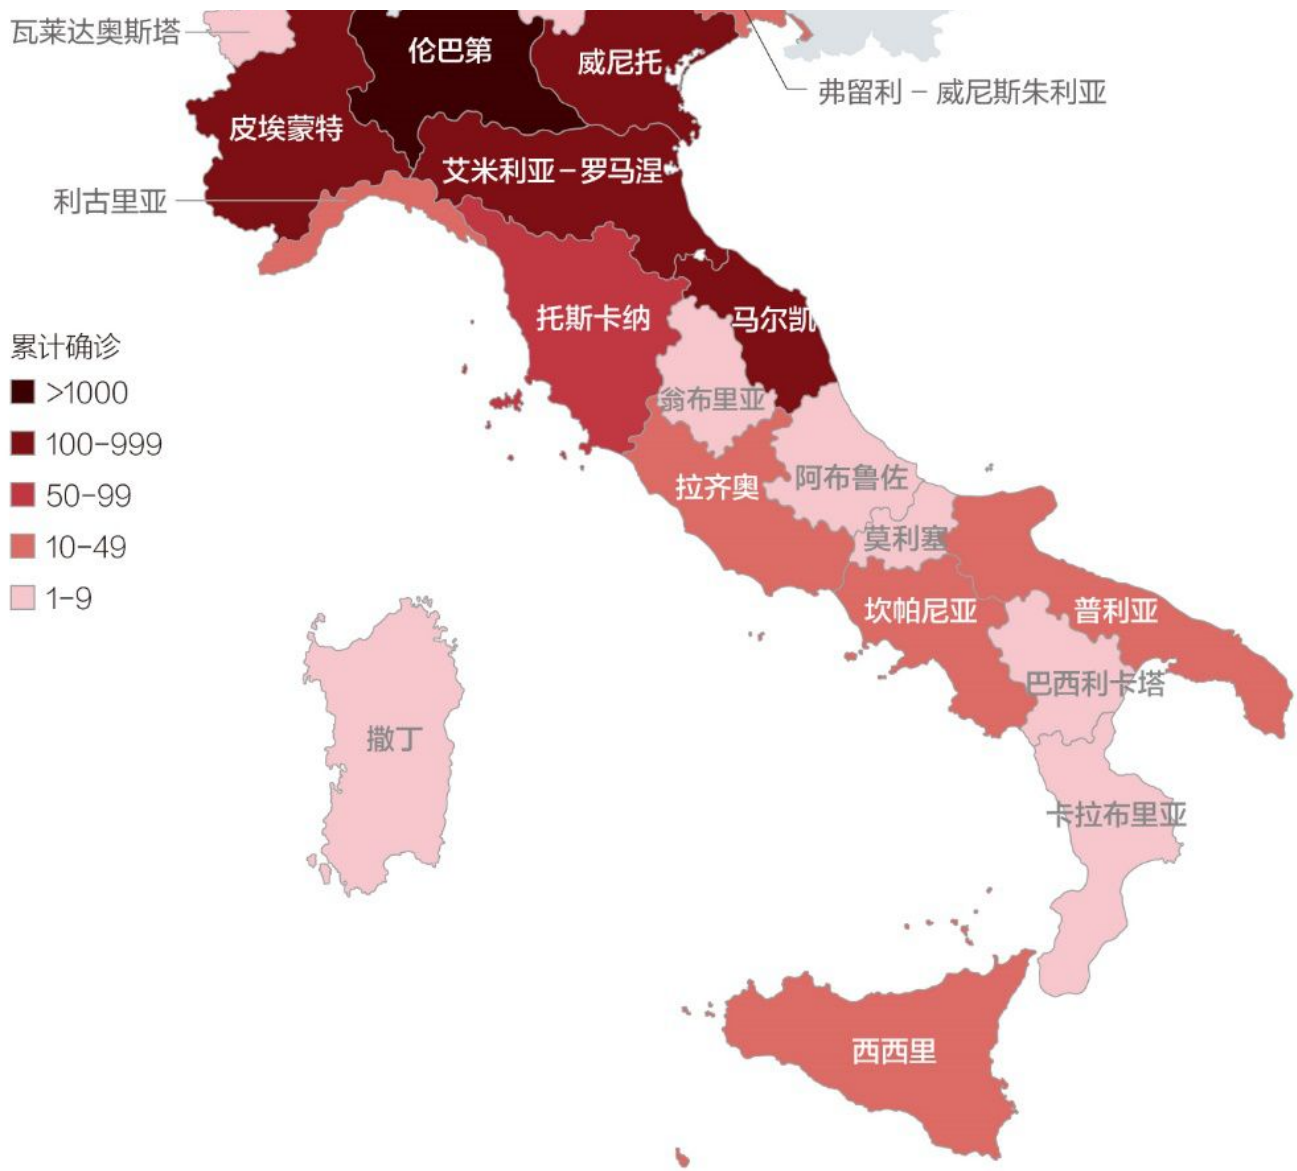 瓦莱达奥斯塔
伦巴第
威尼托
弗留利－威尼斯朱利亚
皮埃蒙特
艾米利亚－罗马涅
利古里亚
托斯卡纳
马尔凯
累计确诊
>1000
100-999
50-99
10-49
1-9
翁布里亚
阿布鲁佐
拉齐奥
莫利塞
坎帕尼亚
普利亚
巴西利卡塔
撒丁
卡拉布里亚
西西里